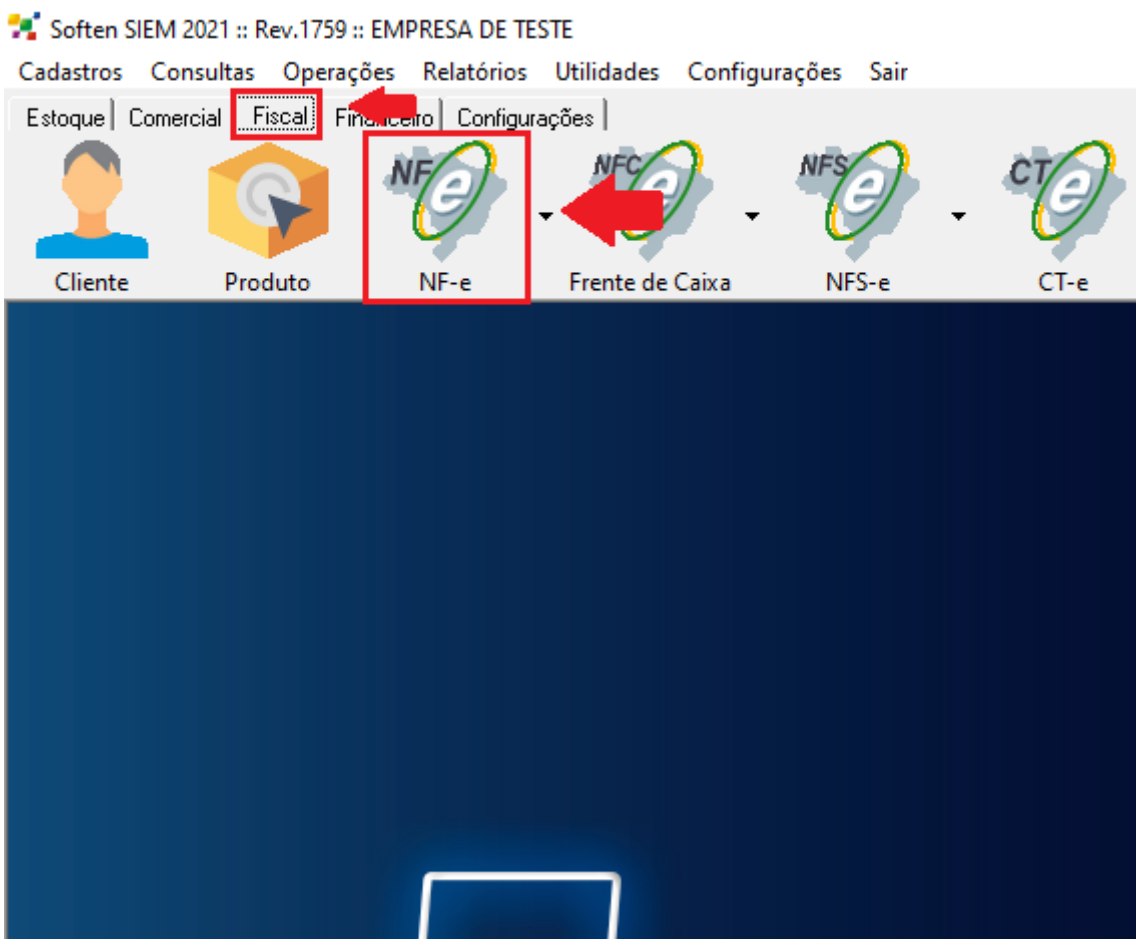 Soften SIEM 2021 :: Rev.1759 :: EMPRESA DE TESTE
Cadastros Consultas Operações Relatórios Utilidades Configurações Sair
Estoque Comercial Fiscal Financeiro Configurações
NF e NFC e NFS e CT e
Cliente Produto NF-e Frente de Caixa NFS-e CT-e